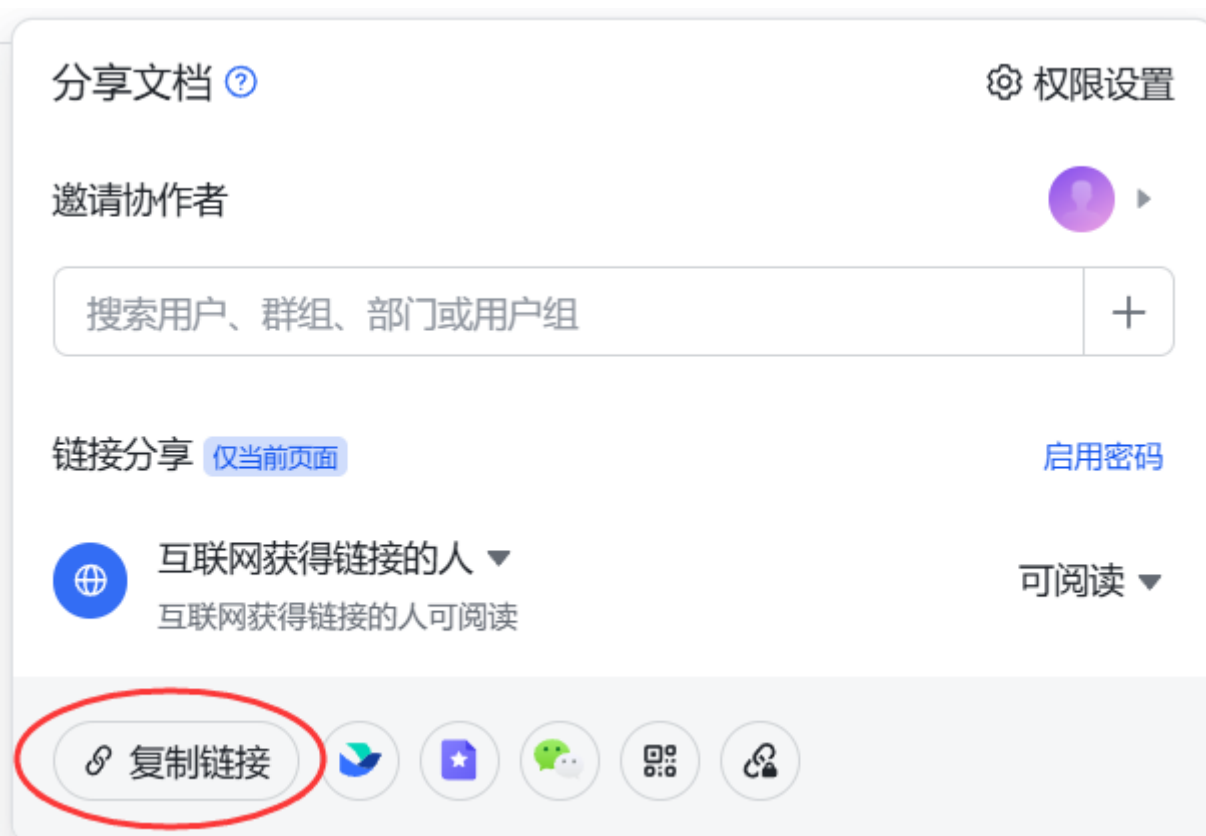 分享文档
权限设置
邀请协作者
搜索用户、群组、部门或用户组
链接分享 仅当前页面
启用密码
互联网获得链接的人
可阅读
互联网获得链接的人可阅读
复制链接